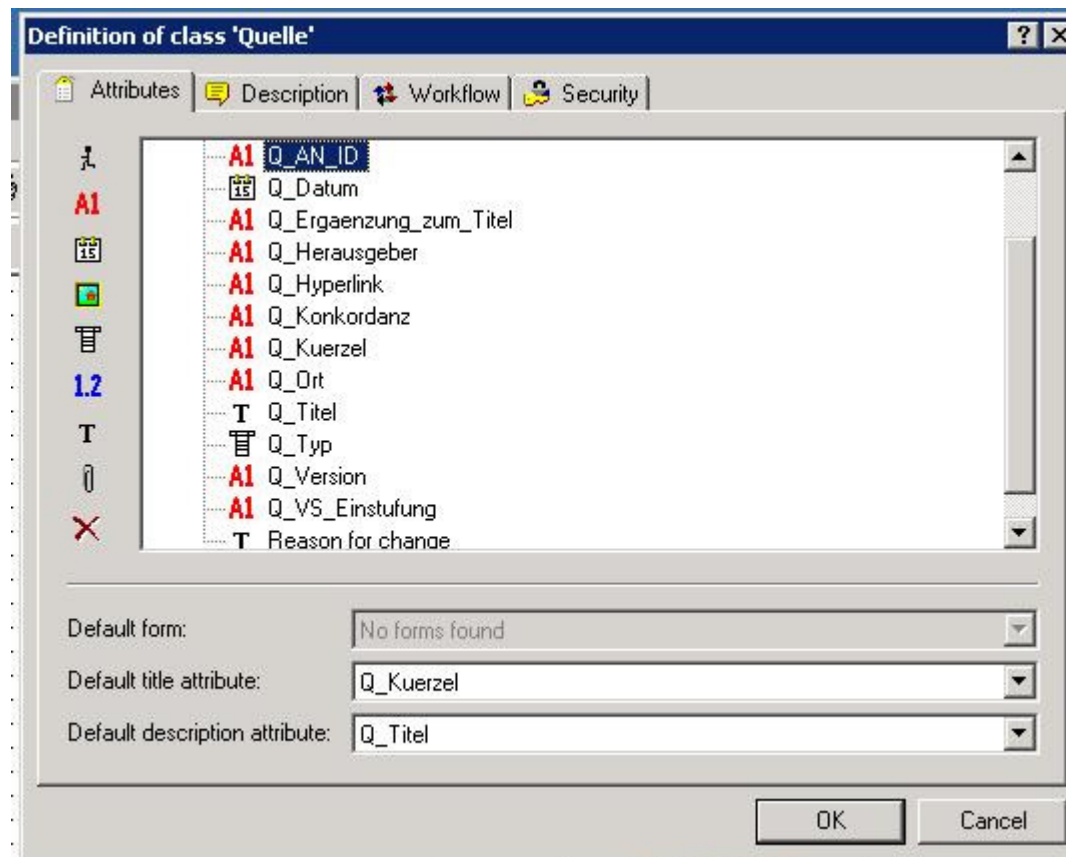 Definition of class 'Quelle'
Attributes Description Workflow Security
A1 Q_AN_ID
15 Q_Datum
A1 Q_Ergaenzung_zum_Titel
A1 Q_Herausgeber
A1 Q_Hyperlink
A1 Q_Konkordanz
A1 Q_Kuerzel
A1 Q_Ort
T Q_Titel
Q_Typ
A1 Q_Version
A1 Q_VS_Einstufung
T Reason for change
A1
15
1.2
T
Default form: No forms found
Default title attribute: Q_Kuerzel
Default description attribute: Q_Titel
OK Cancel